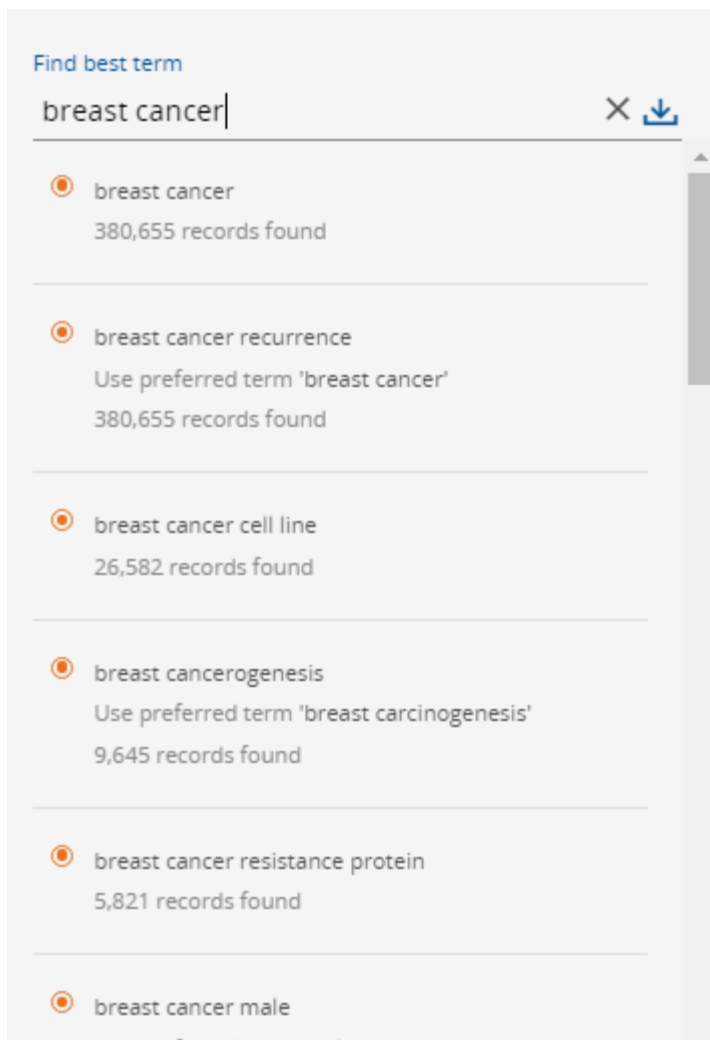 Find best term
breast cancer
breast cancer
380,655 records found
breast cancer recurrence
Use preferred term 'breast cancer'
380,655 records found
breast cancer cell line
26,582 records found
breast cancerogenesis
Use preferred term 'breast carcinogenesis'
9,645 records found
breast cancer resistance protein
5,821 records found
breast cancer male